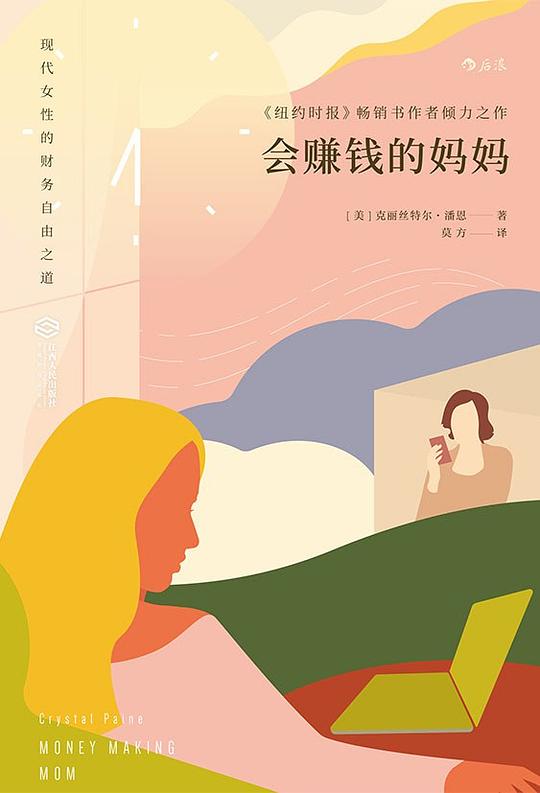 现代女性的财务自由之道
后浪
《纽约时报》畅销书作者倾力之作
会赚钱的妈妈
[美]克丽丝特尔·潘恩——著
莫方——译
江西人民出版社
Crystal Paine
MONEY MAKING
MOM